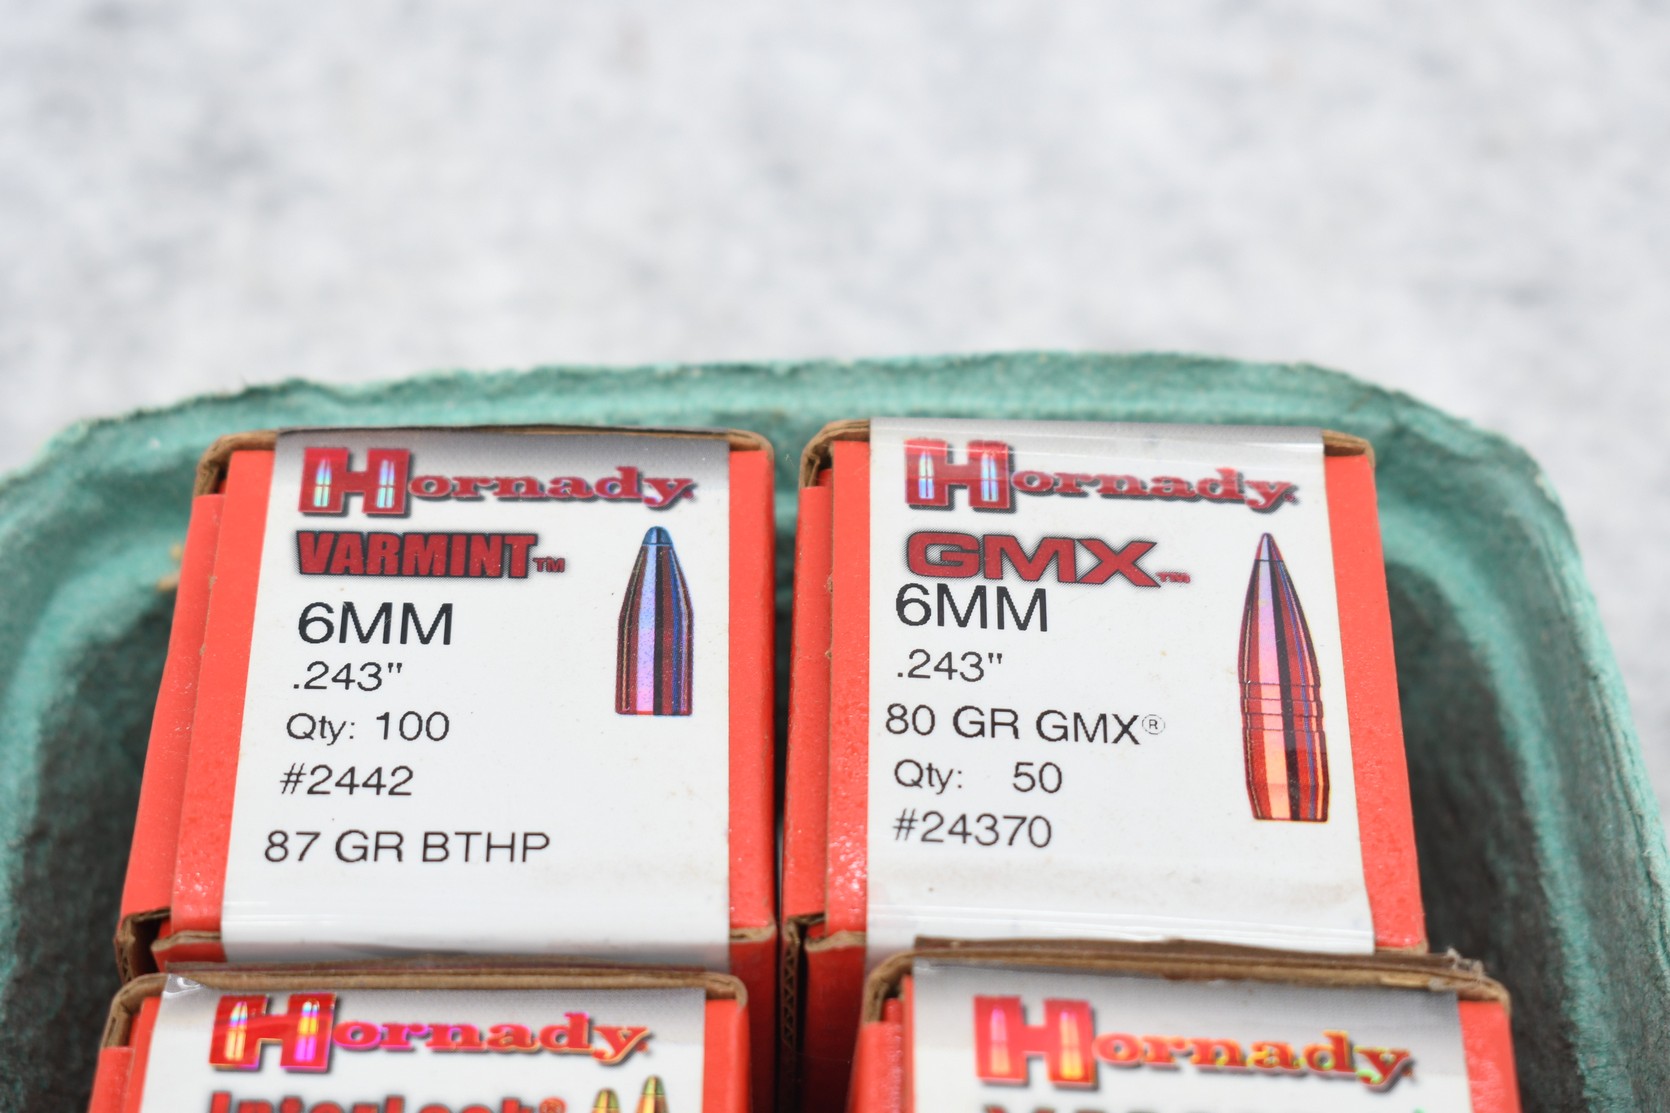 Hornady
VARMINT™
6MM
.243"
Qty: 100
#2442
87 GR BTHP
Hornady
GMX™
6MM
.243"
80 GR GMX®
Qty: 50
#24370
Hornady
InterLock®
Hornady